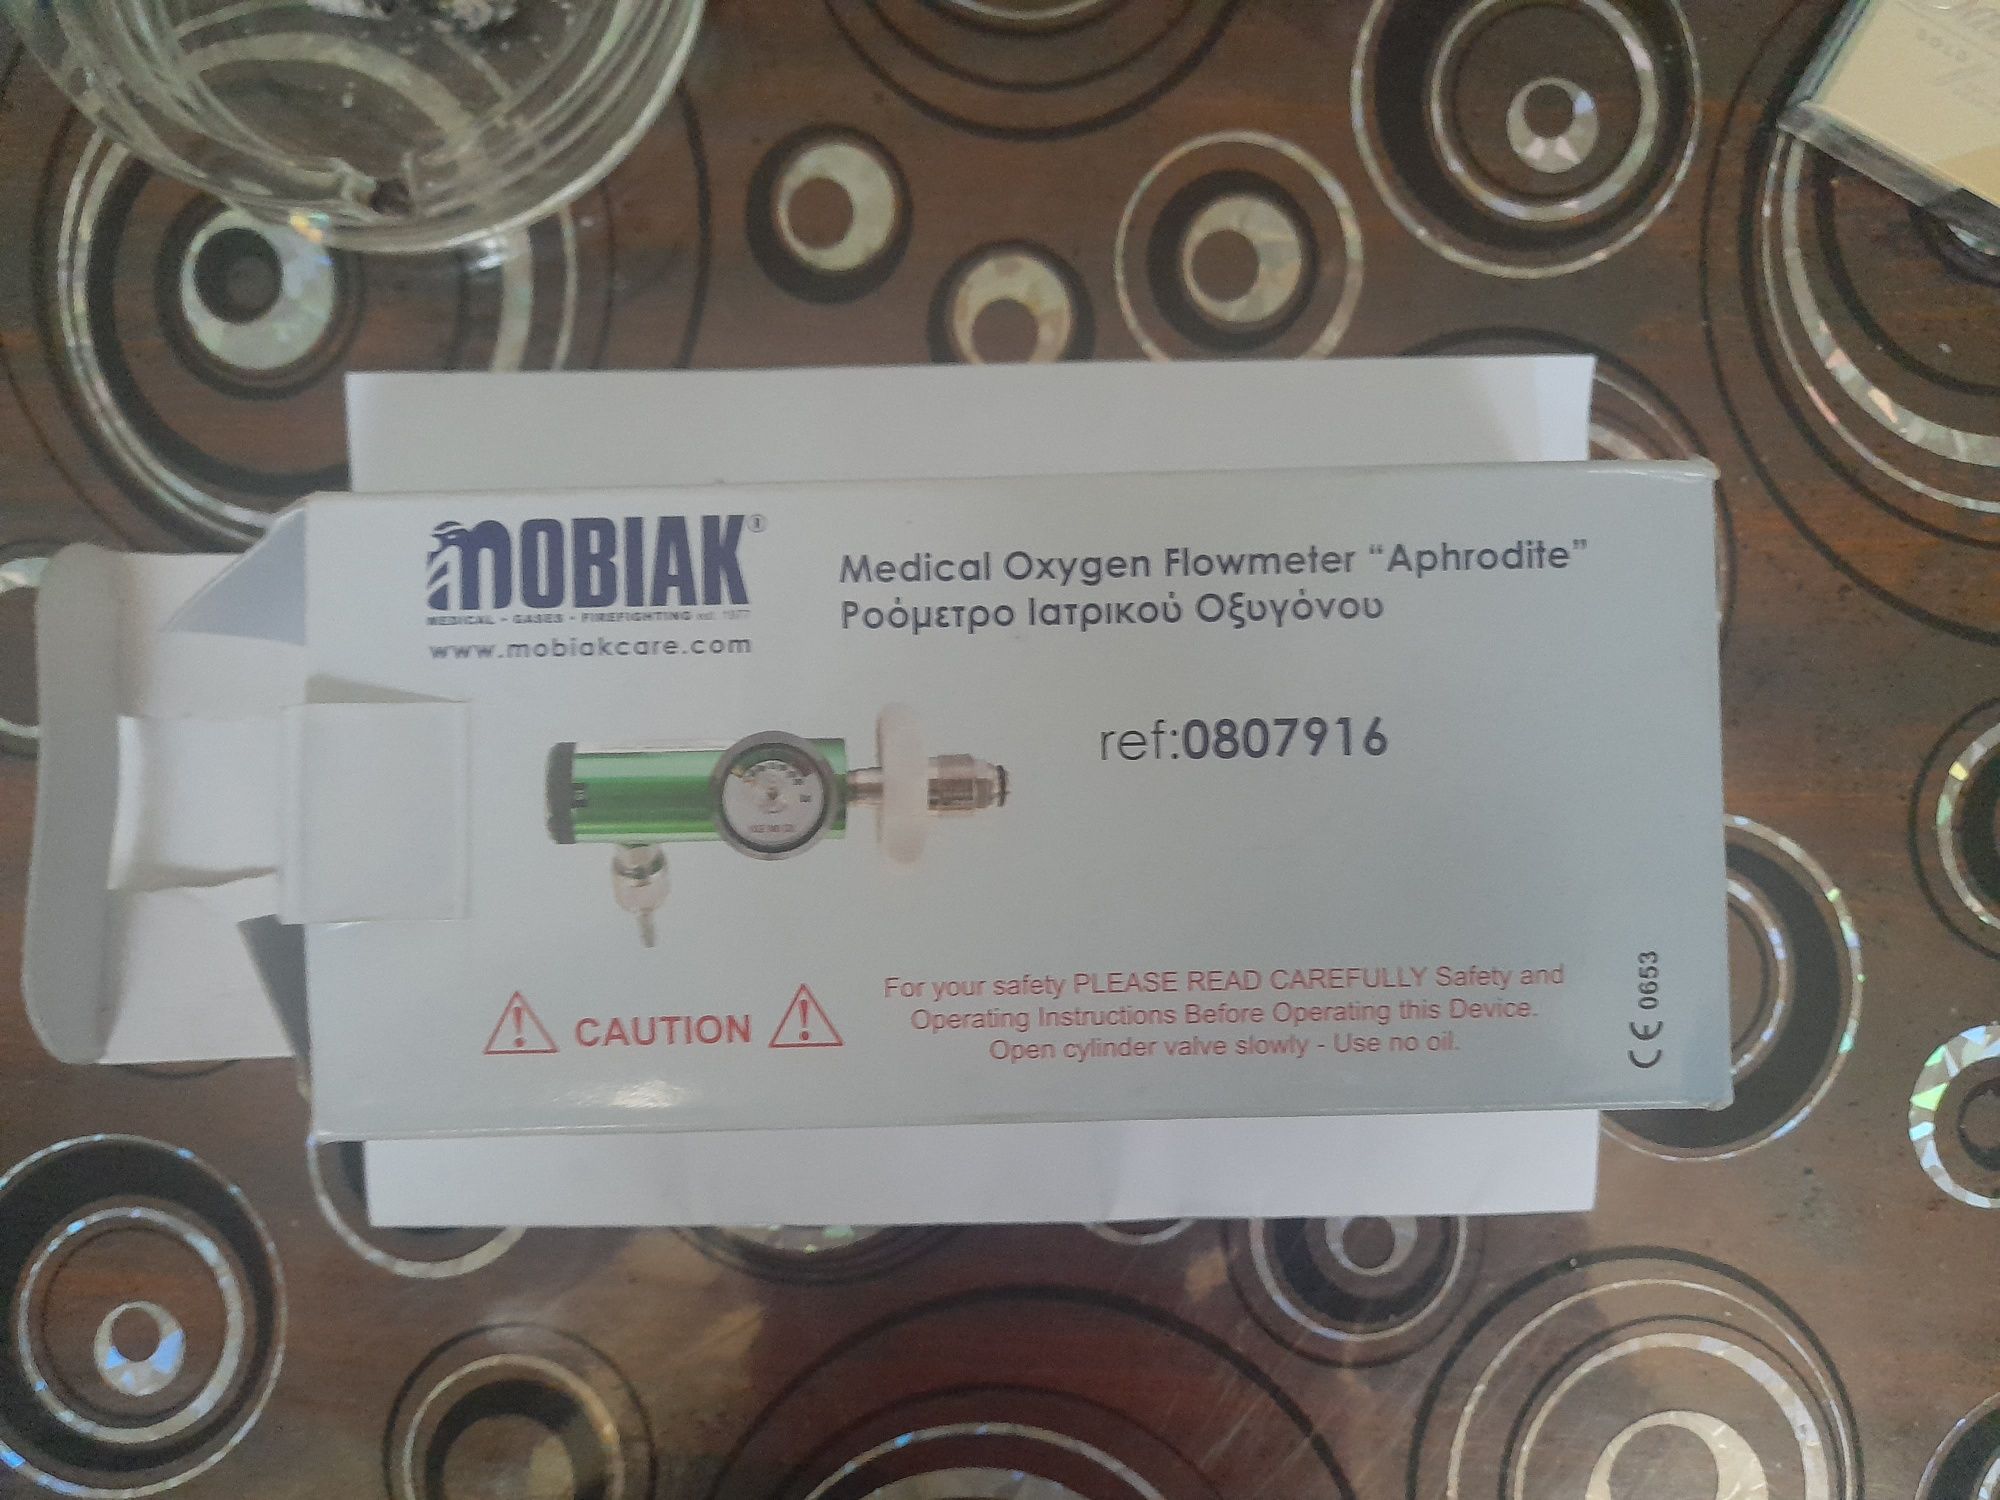 MOBIAK®
MEDICAL - GASES - FIREFIGHTING est. 1977
www.mobiakcare.com
Medical Oxygen Flowmeter “Aphrodite”
Ροόμετρο Ιατρικού Οξυγόνου
ref:0807916
CAUTION
For your safety PLEASE READ CAREFULLY Safety and
Operating Instructions Before Operating this Device.
Open cylinder valve slowly - Use no oil.
CE 0653